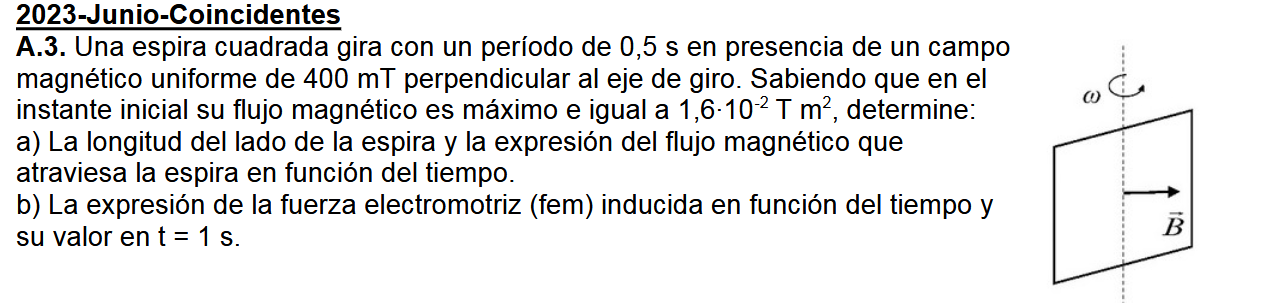 2023-Junio-Coincidentes
A.3. Una espira cuadrada gira con un período de 0,5 s en presencia de un campo
magnético uniforme de 400 mT perpendicular al eje de giro. Sabiendo que en el
instante inicial su flujo magnético es máximo e igual a 1,6·10⁻² T m², determine:
a) La longitud del lado de la espira y la expresión del flujo magnético que
atraviesa la espira en función del tiempo.
b) La expresión de la fuerza electromotriz (fem) inducida en función del tiempo y
su valor en t = 1 s.
ω
B⃗